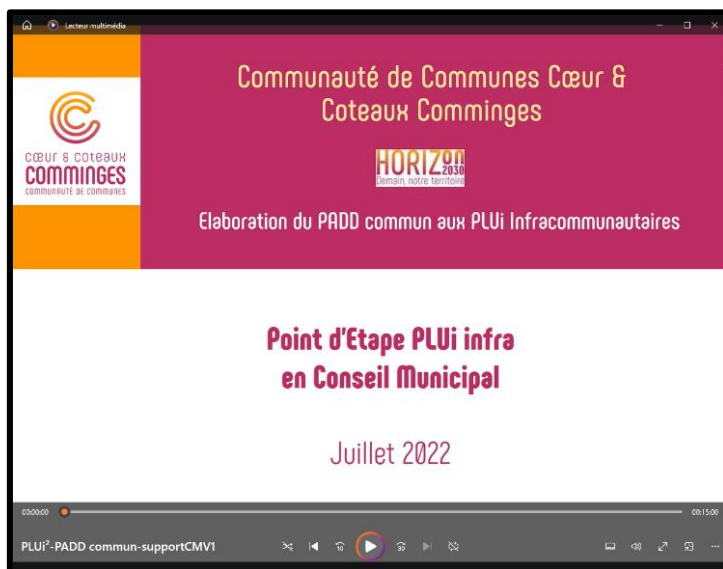 Lecteur multimédia
Communauté de Communes Cœur &
Coteaux Comminges
cœur & coteaux
COMMINGES
COMMUNAUTÉ DE COMMUNES
HORIZON
2030
Demain, notre territoire
Elaboration du PADD commun aux PLUi Infracommunautaires
Point d'Etape PLUi infra
en Conseil Municipal
Juillet 2022
00:00:00
00:15:00
PLUi²-PADD commun-supportCMV1
10
30